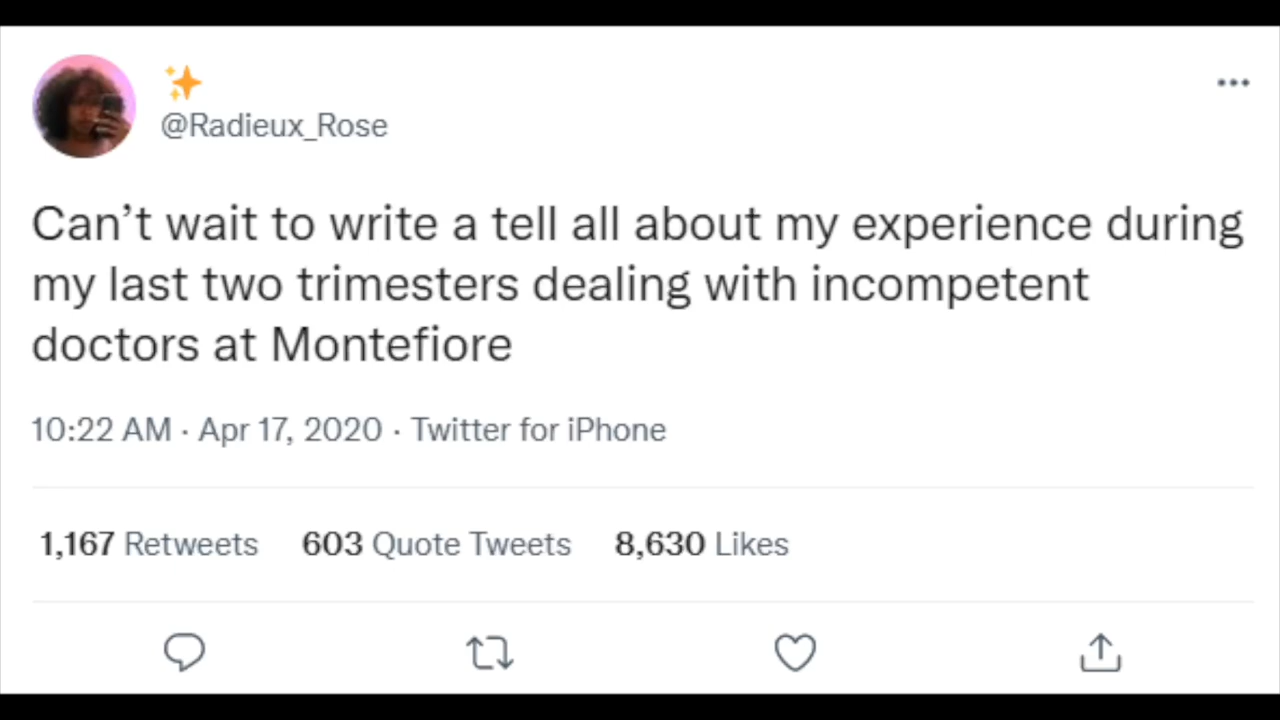 @Radieux_Rose
Can’t wait to write a tell all about my experience during
my last two trimesters dealing with incompetent
doctors at Montefiore
10:22 AM · Apr 17, 2020 · Twitter for iPhone
1,167 Retweets 603 Quote Tweets 8,630 Likes